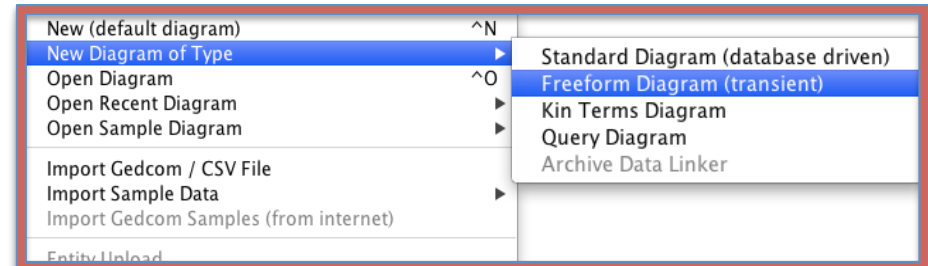 New (default diagram) ^N
New Diagram of Type
Open Diagram ^O
Open Recent Diagram
Open Sample Diagram
Import Gedcom / CSV File
Import Sample Data
Import Gedcom Samples (from internet)
Entity Upload
Standard Diagram (database driven)
Freeform Diagram (transient)
Kin Terms Diagram
Query Diagram
Archive Data Linker